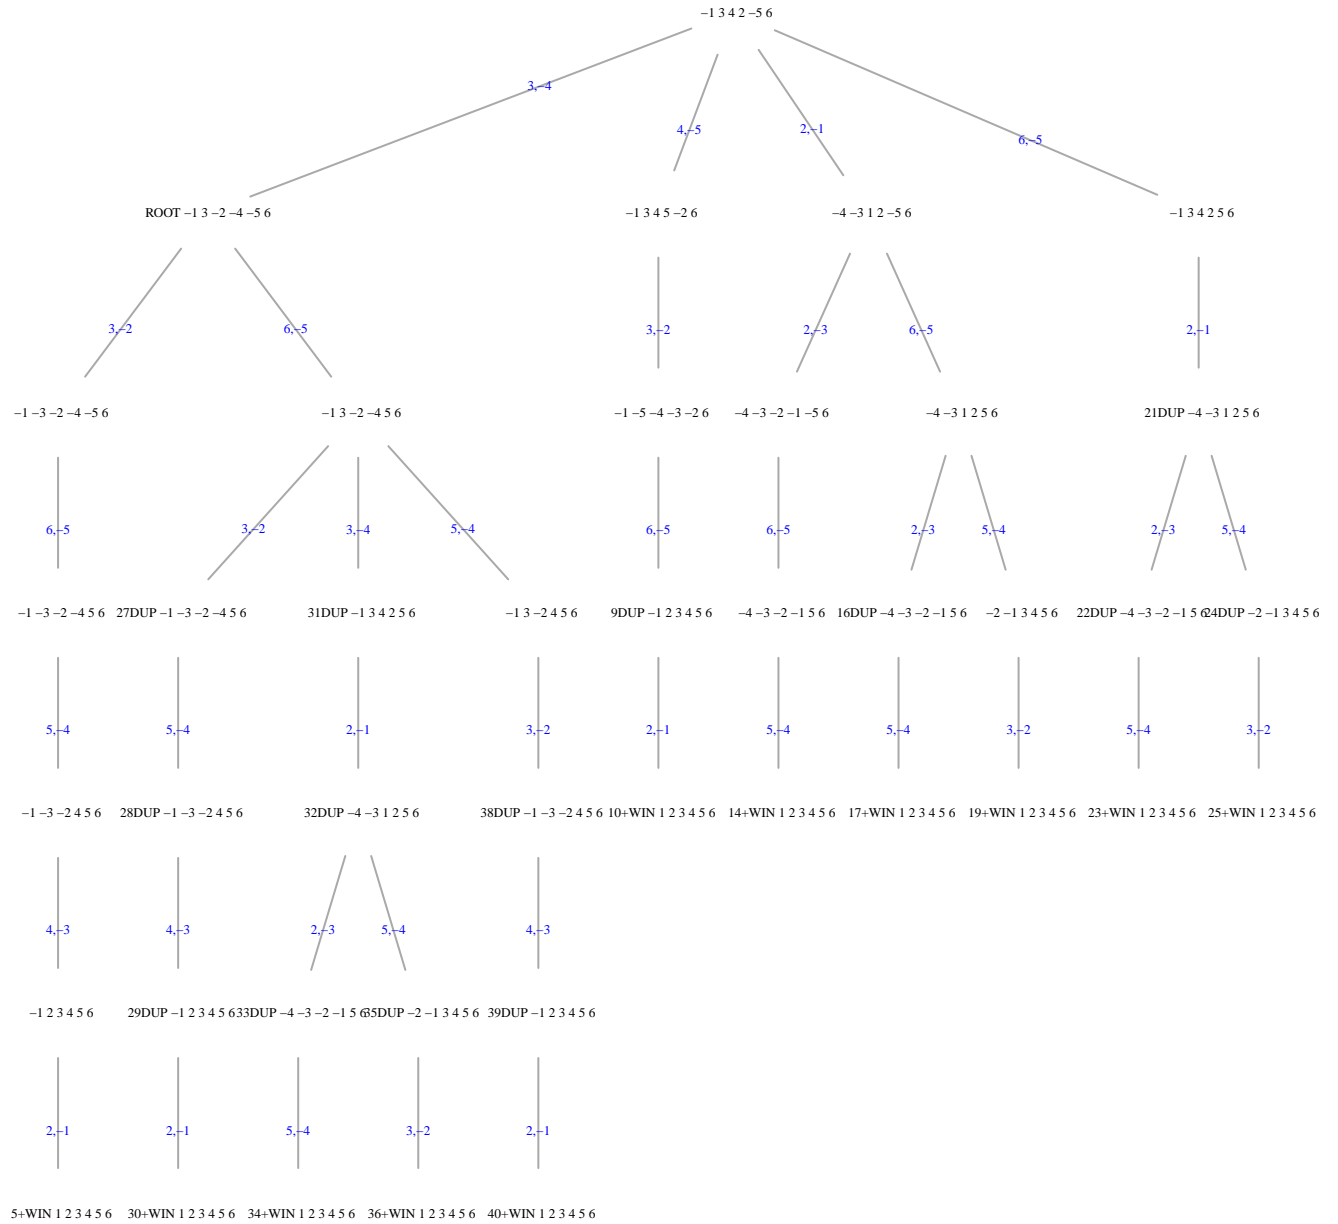 −1 3 4 2 −5 6
3,−4
4,−5
2,−1
6,−5
ROOT −1 3 −2 −4 −5 6
−1 3 4 5 −2 6
−4 −3 1 2 −5 6
−1 3 4 2 5 6
3,−2
6,−5
3,−2
2,−3
6,−5
2,−1
−1 −3 −2 −4 −5 6
−1 3 −2 −4 5 6
−1 −5 −4 −3 −2 6
−4 −3 −2 −1 −5 6
−4 −3 1 2 5 6
21DUP −4 −3 1 2 5 6
6,−5
3,−2
3,−4
5,−4
6,−5
6,−5
2,−3
5,−4
2,−3
5,−4
−1 −3 −2 −4 5 6
27DUP −1 −3 −2 −4 5 6
31DUP −1 3 4 2 5 6
−1 3 −2 4 5 6
9DUP −1 2 3 4 5 6
−4 −3 −2 −1 5 6
16DUP −4 −3 −2 −1 5 6
−2 −1 3 4 5 6
22DUP −4 −3 −2 −1 5 6
24DUP −2 −1 3 4 5 6
5,−4
5,−4
2,−1
3,−2
2,−1
5,−4
5,−4
3,−2
5,−4
3,−2
−1 −3 −2 4 5 6
28DUP −1 −3 −2 4 5 6
32DUP −4 −3 1 2 5 6
38DUP −1 −3 −2 4 5 6
10+WIN 1 2 3 4 5 6
14+WIN 1 2 3 4 5 6
17+WIN 1 2 3 4 5 6
19+WIN 1 2 3 4 5 6
23+WIN 1 2 3 4 5 6
25+WIN 1 2 3 4 5 6
4,−3
4,−3
2,−3
5,−4
4,−3
−1 2 3 4 5 6
29DUP −1 2 3 4 5 6
33DUP −4 −3 −2 −1 5 6
35DUP −2 −1 3 4 5 6
39DUP −1 2 3 4 5 6
2,−1
2,−1
5,−4
3,−2
2,−1
5+WIN 1 2 3 4 5 6
30+WIN 1 2 3 4 5 6
34+WIN 1 2 3 4 5 6
36+WIN 1 2 3 4 5 6
40+WIN 1 2 3 4 5 6